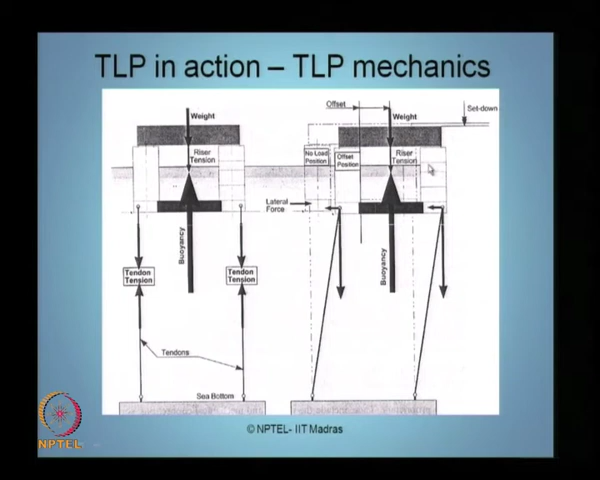 TLP in action – TLP mechanics
Weight
Riser
Tension
Buoyancy
Tendon
Tension
Tendon
Tension
Tendons
Sea Bottom
Offset
Weight
Set-down
No Load
Position
Offset
Position
Riser
Tension
Lateral
Force
Buoyancy
© NPTEL- IIT Madras
NPTEL